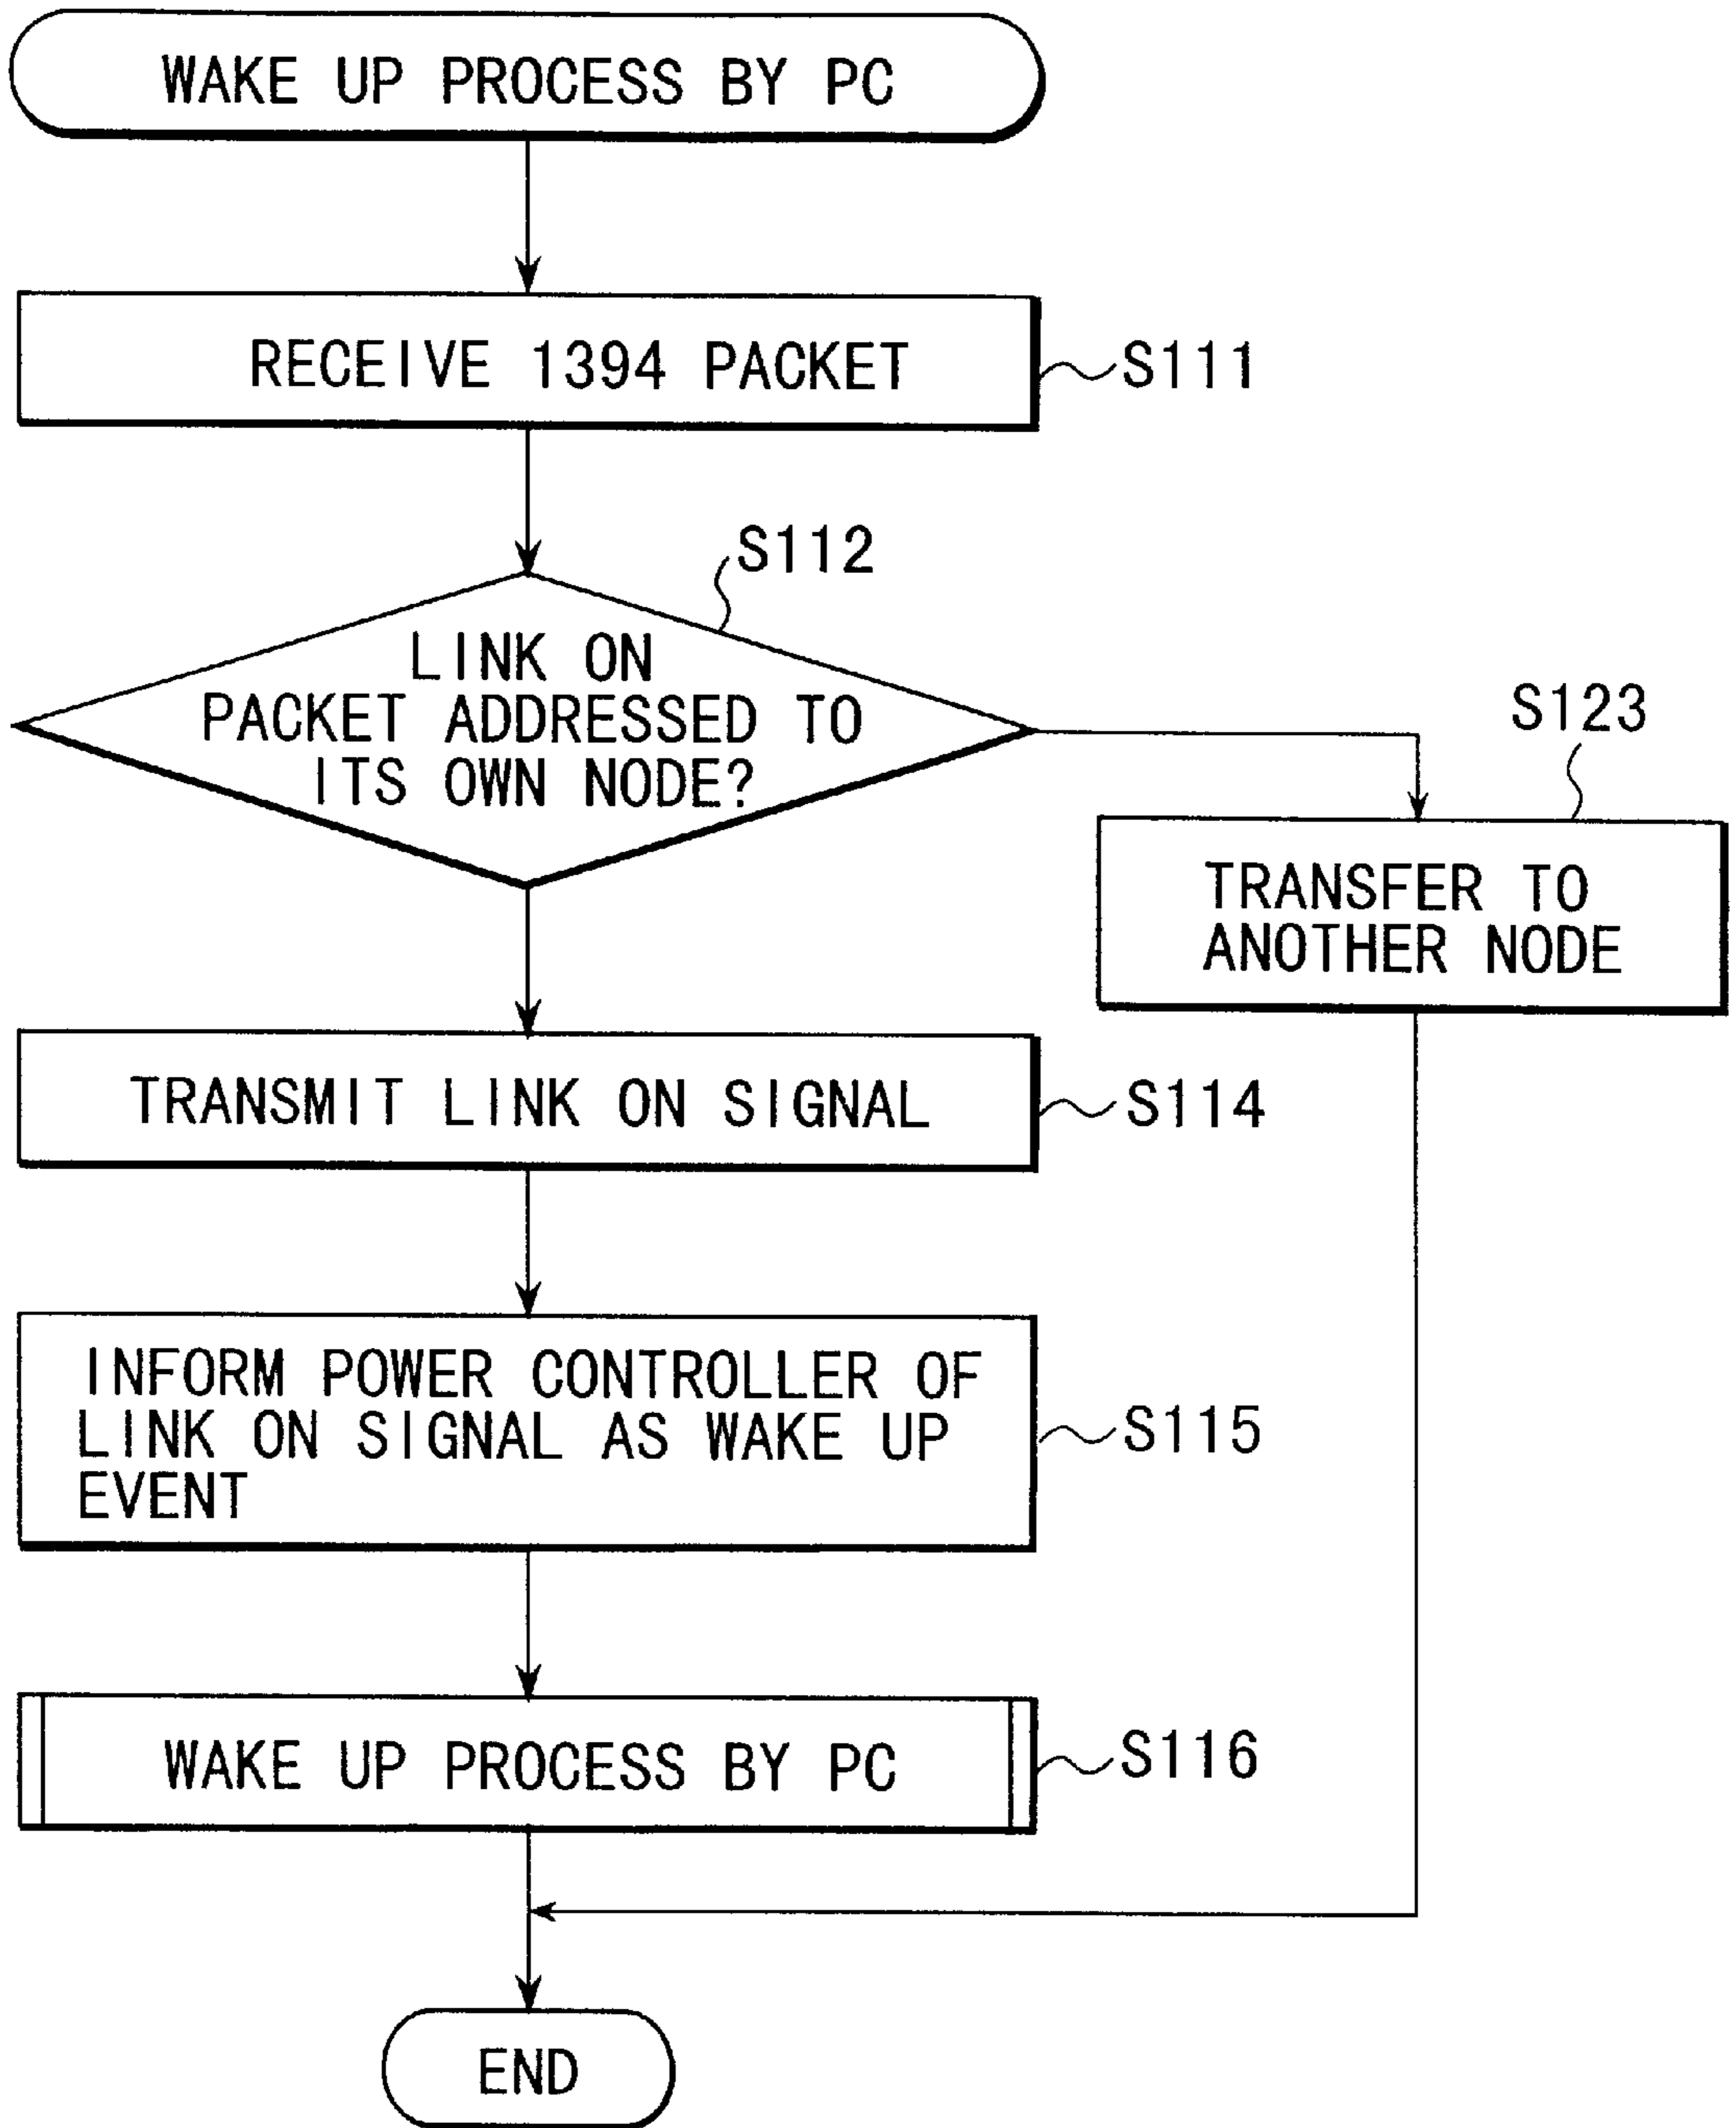 WAKE UP PROCESS BY PC
RECEIVE 1394 PACKET
S111
S112
LINK ON
PACKET ADDRESSED TO
ITS OWN NODE?
S123
TRANSFER TO
ANOTHER NODE
TRANSMIT LINK ON SIGNAL
S114
INFORM POWER CONTROLLER OF
LINK ON SIGNAL AS WAKE UP
EVENT
S115
WAKE UP PROCESS BY PC
S116
END